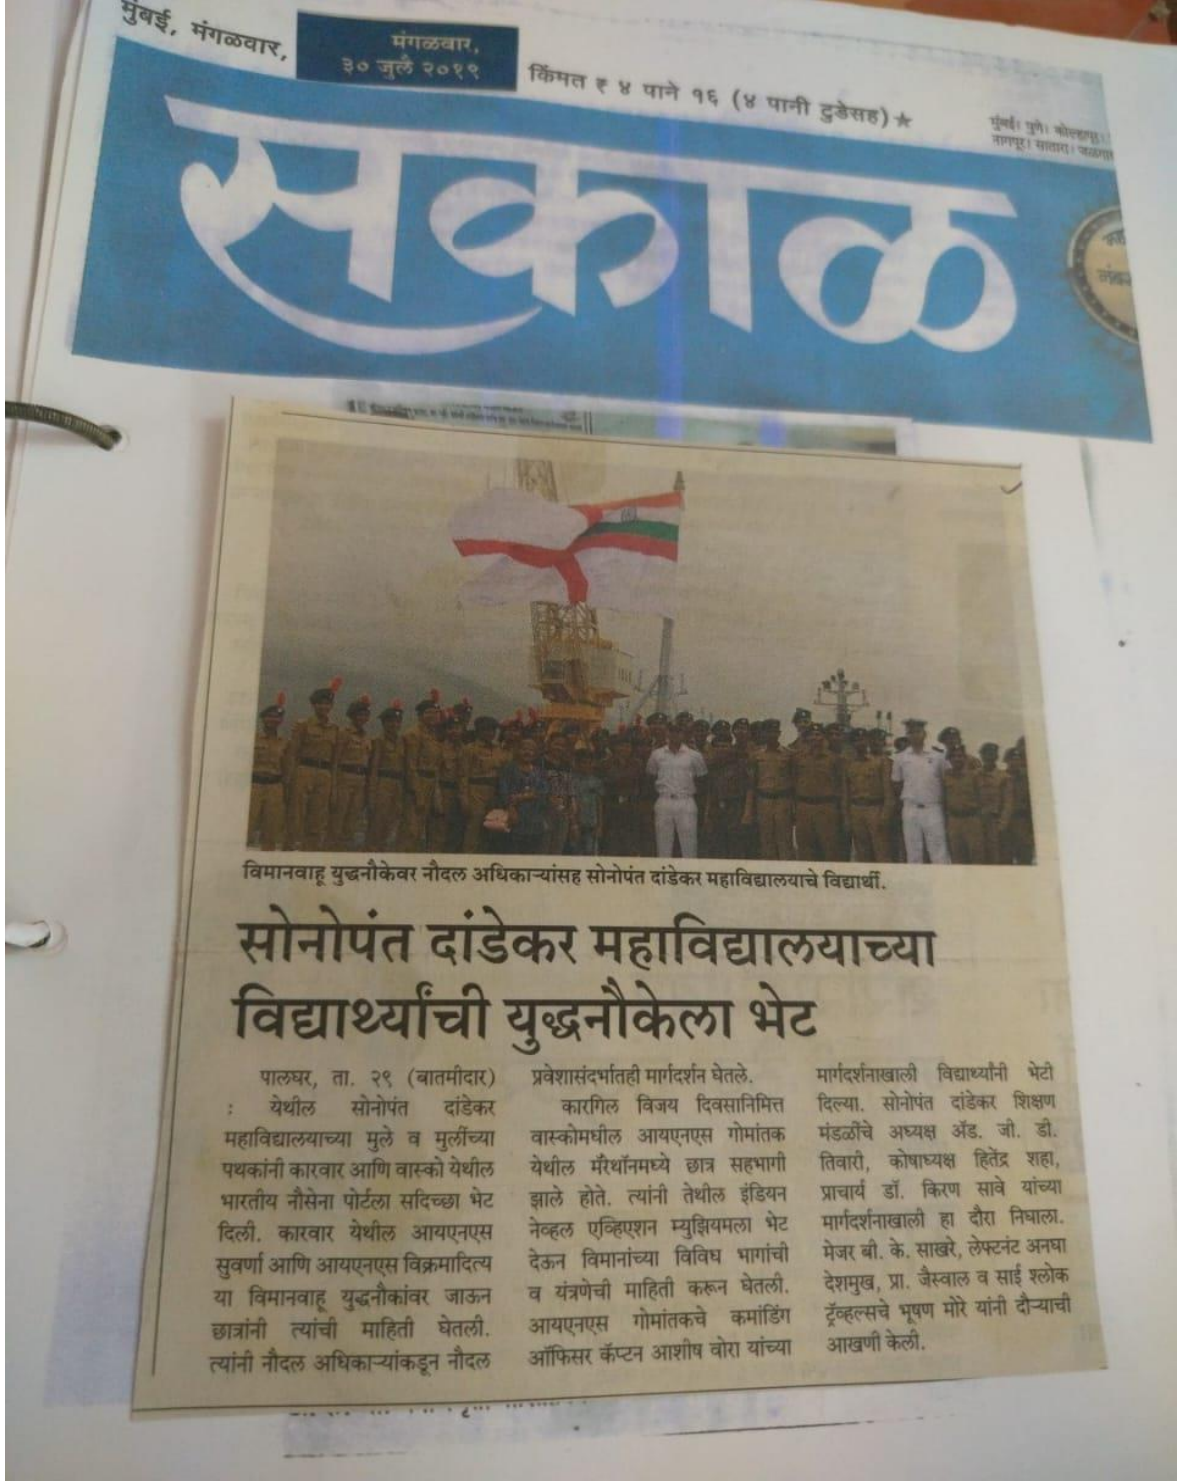 मुंबई, मंगळवार,
मंगळवार,
३० जुलै २०१९
किंमत ₹ ४ पाने १६ (४ पानी टुडेसह) ★
मुंबई। पुणे। कोल्हापूर।
नागपूर। सातारा। जळगा
सकाळ
विमानवाहू युद्धनौकेवर नौदल अधिकाऱ्यांसह सोनोपंत दांडेकर महाविद्यालयाचे विद्यार्थी.
सोनोपंत दांडेकर महाविद्यालयाच्या
विद्यार्थ्यांची युद्धनौकेला भेट
पालघर, ता. २९ (बातमीदार)
: येथील सोनोपंत दांडेकर
महाविद्यालयाच्या मुले व मुलींच्या
पथकांनी कारवार आणि वास्को येथील
भारतीय नौसेना पोर्टला सदिच्छा भेट
दिली. कारवार येथील आयएनएस
सुवर्णा आणि आयएनएस विक्रमादित्य
या विमानवाहू युद्धनौकांवर जाऊन
छात्रांनी त्यांची माहिती घेतली.
त्यांनी नौदल अधिकाऱ्यांकडून नौदल
प्रवेशासंदर्भातही मार्गदर्शन घेतले.
कारगिल विजय दिवसानिमित्त
वास्कोमधील आयएनएस गोमांतक
येथील मॅरेथॉनमध्ये छात्र सहभागी
झाले होते. त्यांनी तेथील इंडियन
नेव्हल एव्हिएशन म्युझियमला भेट
देऊन विमानांच्या विविध भागांची
व यंत्रणेची माहिती करून घेतली.
आयएनएस गोमांतकचे कमांडिंग
ऑफिसर कॅप्टन आशीष वोरा यांच्या
मार्गदर्शनाखाली विद्यार्थ्यांनी भेटी
दिल्या. सोनोपंत दांडेकर शिक्षण
मंडळींचे अध्यक्ष ॲड. जी. डी.
तिवारी, कोषाध्यक्ष हितेंद्र शहा,
प्राचार्य डॉ. किरण सावे यांच्या
मार्गदर्शनाखाली हा दौरा निघाला.
मेजर बी. के. साखरे, लेफ्टनंट अनघा
देशमुख, प्रा. जैस्वाल व साई श्लोक
ट्रॅव्हल्सचे भूषण मोरे यांनी दौऱ्याची
आखणी केली.